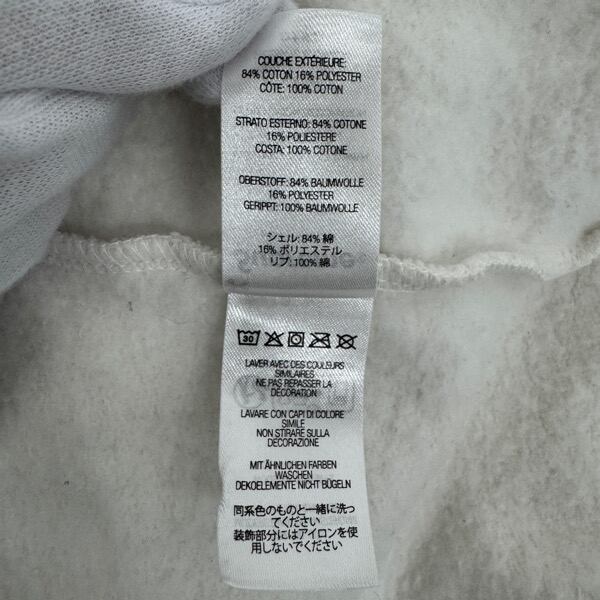 COUCHE EXTÉRIEURE:
84% COTON 16% POLYESTER
CÔTE: 100% COTON
STRATO ESTERNO: 84% COTONE
16% POLIESTERE
COSTA: 100% COTONE
OBERSTOFF: 84% BAUMWOLLE
16% POLYESTER
GERIPPT: 100% BAUMWOLLE
シェル: 84% 綿
16% ポリエステル
リブ: 100% 綿
30
LAVER AVEC DES COULEURS
SIMILAIRES
NE PAS REPASSER LA
DÉCORATION
LAVARE CON CAPI DI COLORE
SIMILE
NON STIRARE SULLA
DECORAZIONE
MIT ÄHNLICHEN FARBEN
WASCHEN
DEKOELEMENTE NICHT BÜGELN
同系色のものと一緒に洗っ
てください
装飾部分にはアイロンを使
用しないでください